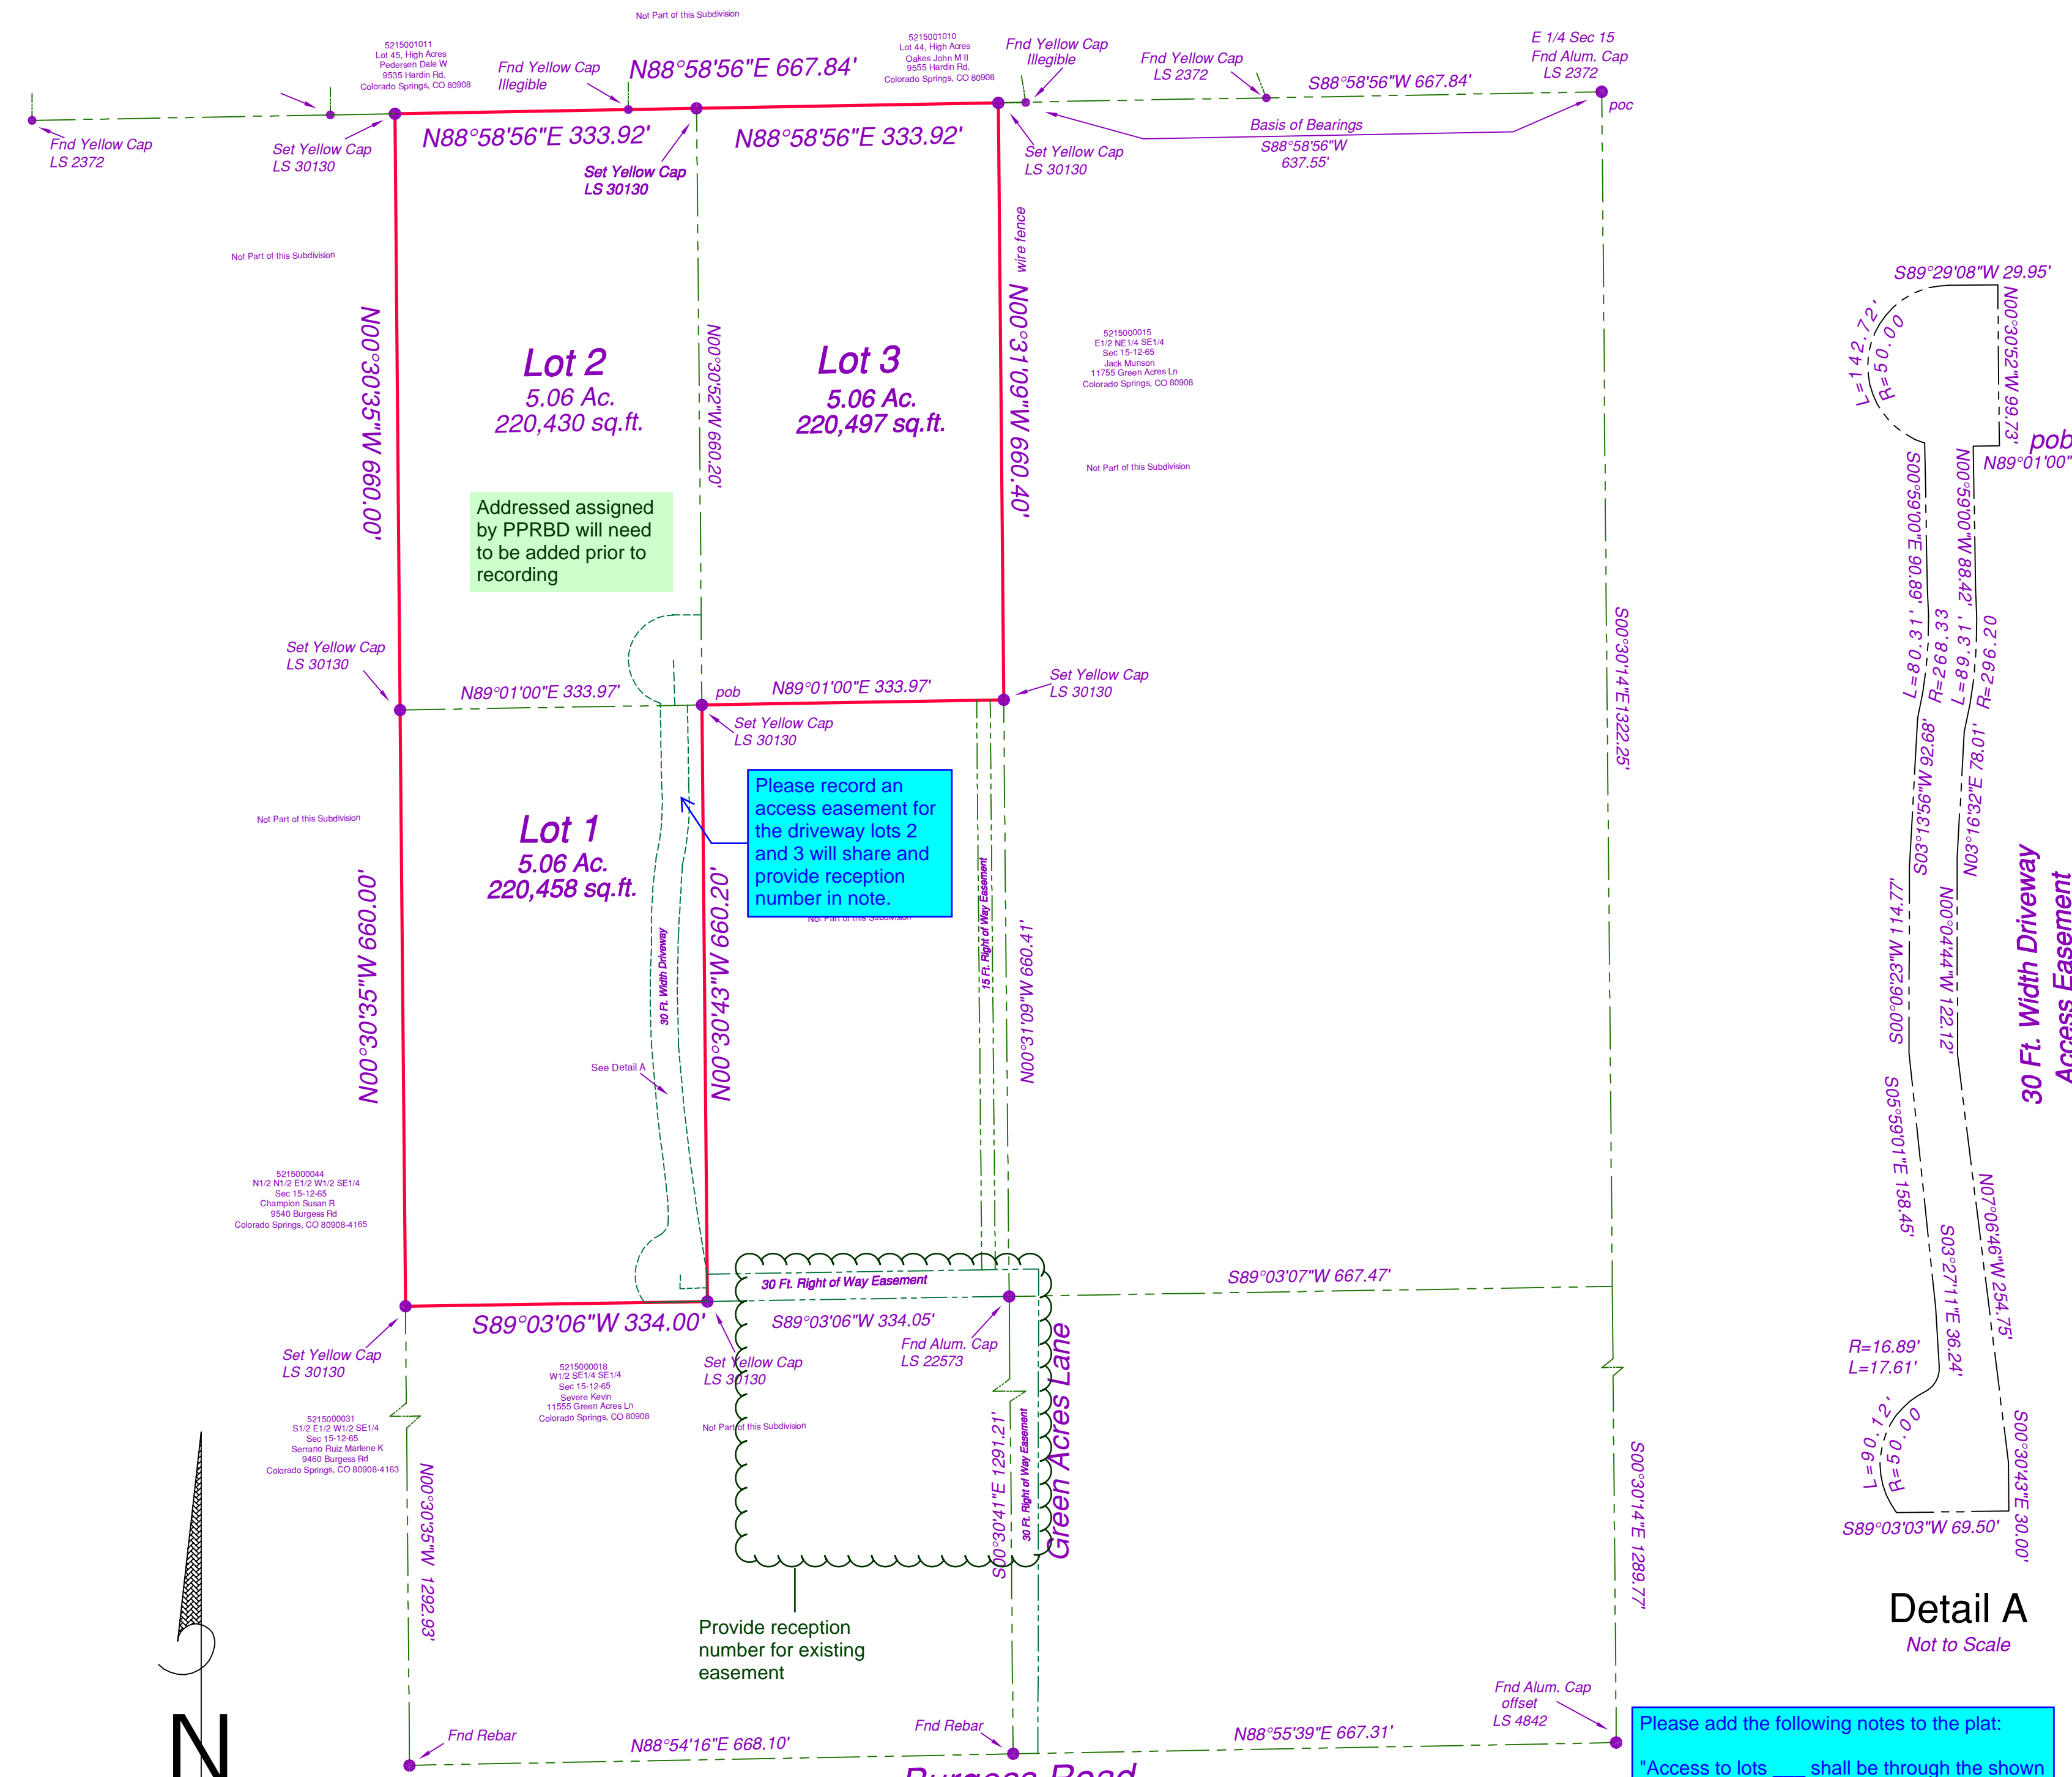 Not Part of this Subdivision
5215001011
Lot 45, High Acres
Pedersen Dale W
9535 Hardin Rd.
Colorado Springs, CO 80908
Fnd Yellow Cap
Illegible
N88°58'56"E 667.84'
5215001010
Lot 44, High Acres
Oakes John M II
9555 Hardin Rd.
Colorado Springs, CO 80908
Fnd Yellow Cap
Illegible
Fnd Yellow Cap
LS 2372
S88°58'56"W 667.84'
E 1/4 Sec 15
Fnd Alum. Cap
LS 2372
poc
Fnd Yellow Cap
LS 2372
Set Yellow Cap
LS 30130
N88°58'56"E 333.92'
Set Yellow Cap
LS 30130
N88°58'56"E 333.92'
Set Yellow Cap
LS 30130
Basis of Bearings
S88°58'56"W
637.55'
Not Part of this Subdivision
wire fence
N00°30'35"W 660.00'
Lot 2
5.06 Ac.
220,430 sq.ft.
N00°30'52"W 660.20'
Lot 3
5.06 Ac.
220,497 sq.ft.
N00°31'09"W 660.40'
5215000015
E1/2 NE1/4 SE1/4
Sec 15-12-65
Jack Munson
11755 Green Acres Ln
Colorado Springs, CO 80908
Not Part of this Subdivision
Addressed assigned
by PPRBD will need
to be added prior to
recording
Set Yellow Cap
LS 30130
N89°01'00"E 333.97'
pob
N89°01'00"E 333.97'
Set Yellow Cap
LS 30130
Set Yellow Cap
LS 30130
S00°30'14"E1322.25'
Please record an
access easement for
the driveway lots 2
and 3 will share and
provide reception
number in note.
Not Part of this Subdivision
Not Part of this Subdivision
Lot 1
5.06 Ac.
220,458 sq.ft.
N00°30'35"W 660.00'
30 Ft. Width Driveway
N00°30'43"W 660.20'
15 Ft. Right of Way Easement
N00°31'09"W 660.41'
See Detail A
5215000044
N1/2 N1/2 E1/2 W1/2 SE1/4
Sec 15-12-65
Champion Susan R
9540 Burgess Rd
Colorado Springs, CO 80908-4165
30 Ft. Right of Way Easement
S89°03'06"W 334.00'
S89°03'06"W 334.05'
S89°03'07"W 667.47'
Set Yellow Cap
LS 30130
Set Yellow Cap
LS 30130
Fnd Alum. Cap
LS 22573
5215000018
W1/2 SE1/4 SE1/4
Sec 15-12-65
Severe Kevin
11555 Green Acres Ln
Colorado Springs, CO 80908
Not Part of this Subdivision
5215000031
S1/2 E1/2 W1/2 SE1/4
Sec 15-12-65
Serrano Ruiz Marlene K
9460 Burgess Rd
Colorado Springs, CO 80908-4163
N00°30'35"W 1292.93'
S00°30'41"E 1291.21'
30 Ft. Right of Way Easement
Green Acres Lane
S00°30'14"E 1289.77'
Provide reception
number for existing
easement
N
Fnd Rebar
N88°54'16"E 668.10'
Fnd Rebar
N88°55'39"E 667.31'
Fnd Alum. Cap
offset
LS 4842
Burgess Road
S89°29'08"W 29.95'
L=142.72'
R=50.00
N00°30'52"W 99.73'
pob
N89°01'00"
S00°59'00"E 90.89'
N00°59'00"W 88.42'
L=80.31'
R=268.33
L=89.31'
R=296.20
S03°13'56"W 92.68'
N03°16'32"E 78.01'
S00°06'23"W 114.77'
N00°04'44"W 122.12'
30 Ft. Width Driveway
Access Easement
S05°59'01"E 158.45'
N07°06'46"W 254.75'
S03°27'11"E 36.24'
R=16.89'
L=17.61'
L=90.12'
R=50.00
S00°30'43"E 30.00'
S89°03'03"W 69.50'
Detail A
Not to Scale
Please add the following notes to the plat:
"Access to lots ___ shall be through the shown